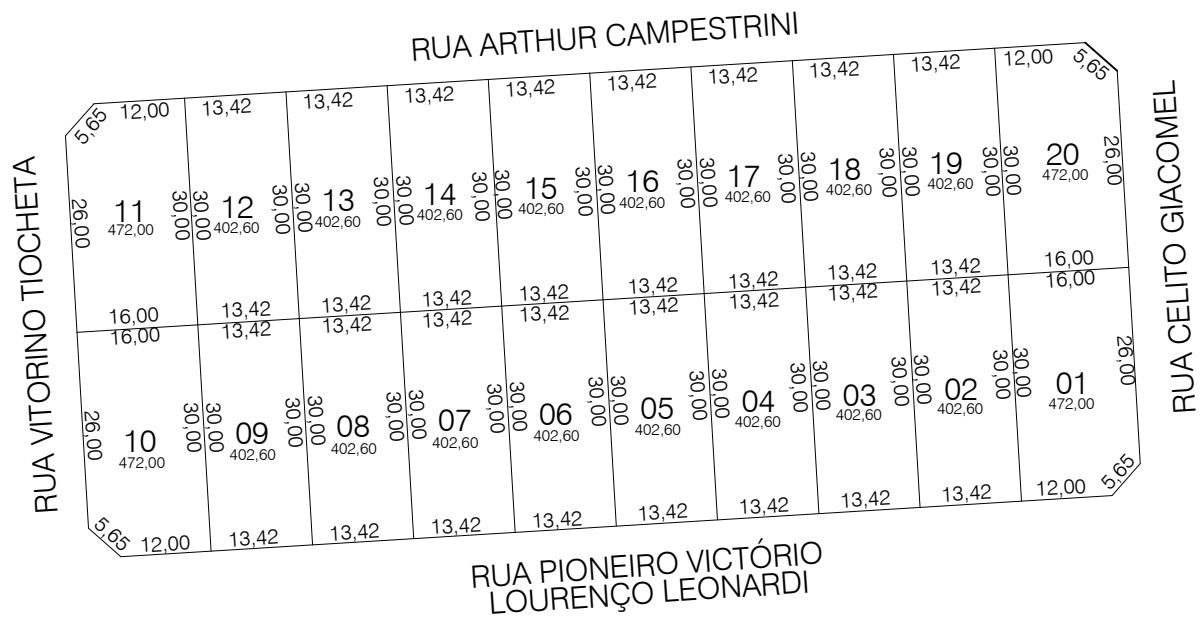 RUA ARTHUR CAMPESTRINI
5,65 12,00 13,42 13,42 13,42 13,42 13,42 13,42 13,42 13,42 12,00 5,65
RUA VITORINO TIOCHETA
RUA CELITO GIACOMEL
26,00 11 472,00 30,00
30,00 12 402,60 30,00
30,00 13 402,60 30,00
30,00 14 402,60 30,00
30,00 15 402,60 30,00
30,00 16 402,60 30,00
30,00 17 402,60 30,00
30,00 18 402,60 30,00
30,00 19 402,60 30,00
30,00 20 472,00 26,00
16,00 13,42 13,42 13,42 13,42 13,42 13,42 13,42 13,42 16,00
16,00 13,42 13,42 13,42 13,42 13,42 13,42 13,42 13,42 16,00
26,00 10 472,00 30,00
30,00 09 402,60 30,00
30,00 08 402,60 30,00
30,00 07 402,60 30,00
30,00 06 402,60 30,00
30,00 05 402,60 30,00
30,00 04 402,60 30,00
30,00 03 402,60 30,00
30,00 02 402,60 30,00
30,00 01 472,00 26,00
5,65 12,00 13,42 13,42 13,42 13,42 13,42 13,42 13,42 13,42 12,00 5,65
RUA PIONEIRO VICTÓRIO
LOURENÇO LEONARDI